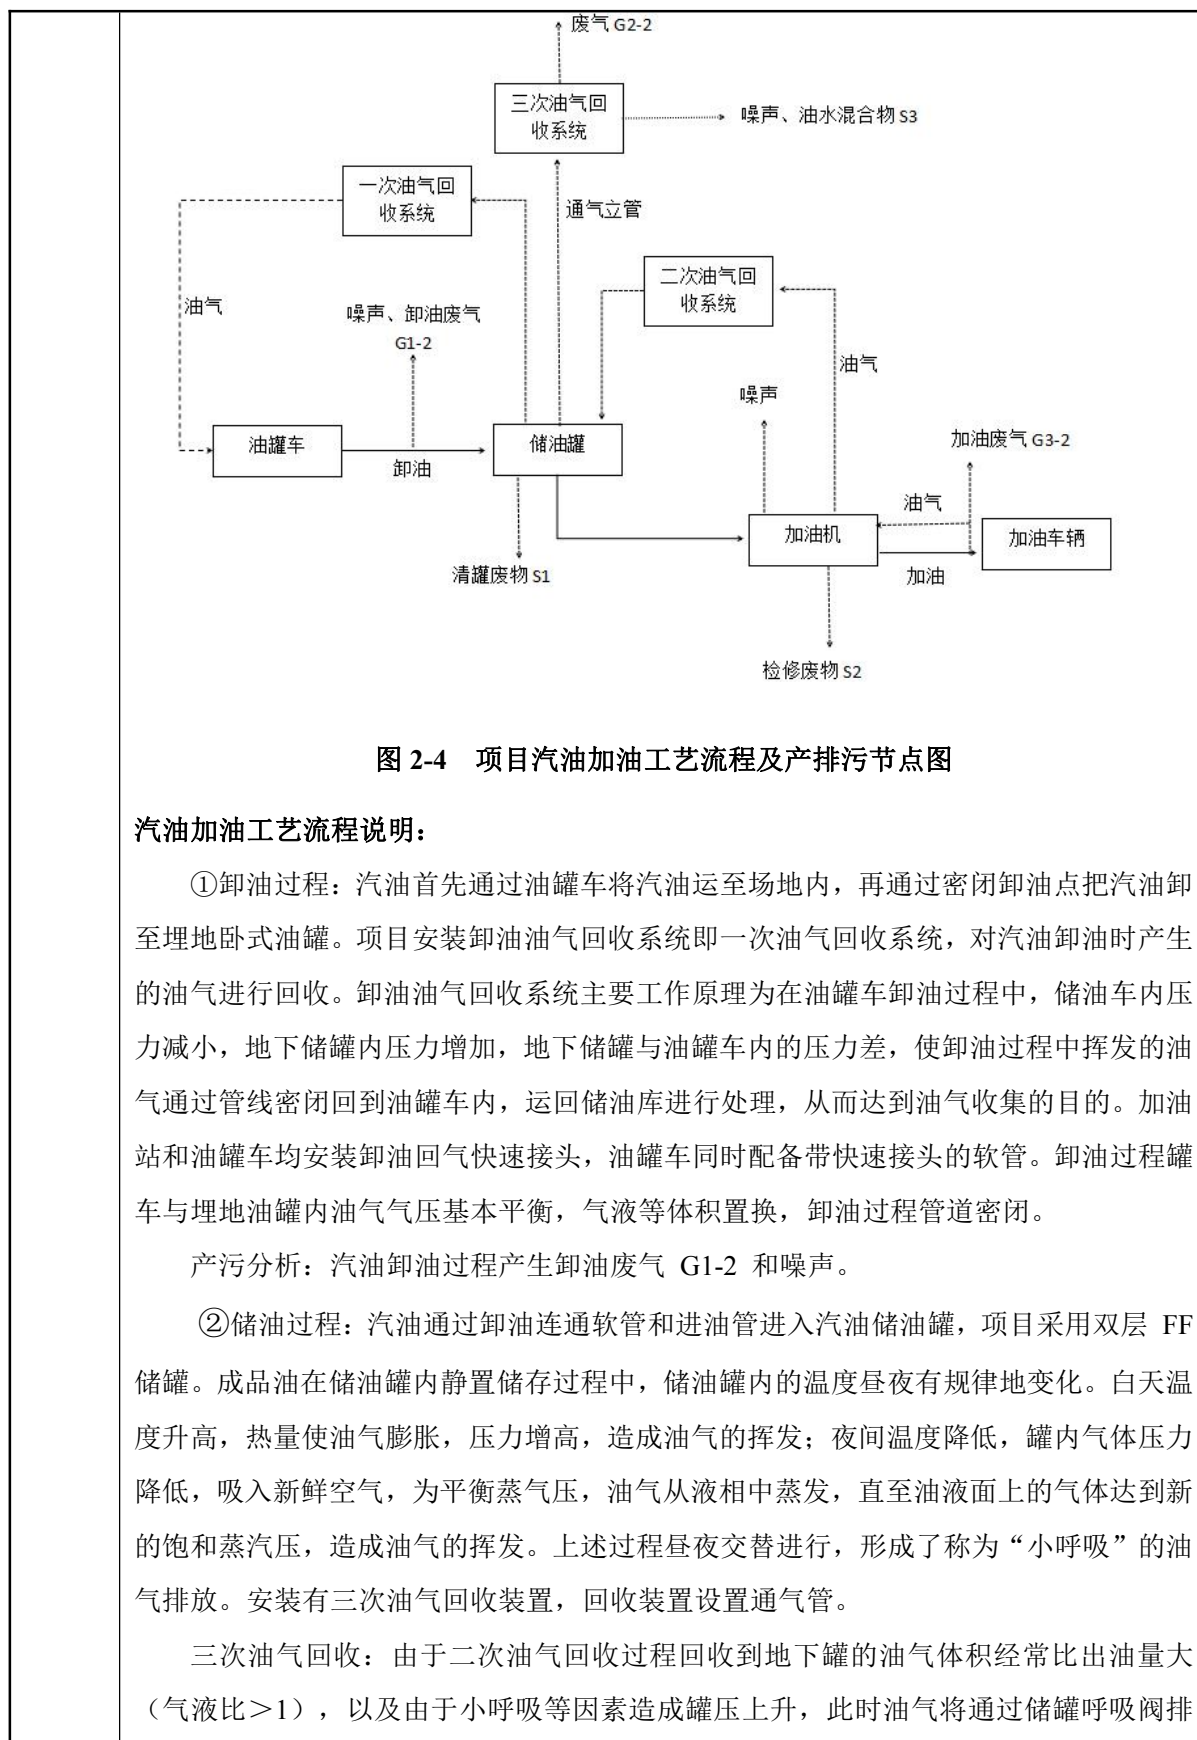 废气 G2-2
三次油气回
收系统
噪声、油水混合物 S3
一次油气回
收系统
通气立管
二次油气回
收系统
油气
噪声、卸油废气
G1-2
油气
噪声
加油废气 G3-2
油罐车
卸油
储油罐
油气
加油机
加油车辆
加油
清罐废物 S1
检修废物 S2
图 2-4 项目汽油加油工艺流程及产排污节点图
汽油加油工艺流程说明：
①卸油过程：汽油首先通过油罐车将汽油运至场地内，再通过密闭卸油点把汽油卸
至埋地卧式油罐。项目安装卸油油气回收系统即一次油气回收系统，对汽油卸油时产生
的油气进行回收。卸油油气回收系统主要工作原理为在油罐车卸油过程中，储油车内压
力减小，地下储罐内压力增加，地下储罐与油罐车内的压力差，使卸油过程中挥发的油
气通过管线密闭回到油罐车内，运回储油库进行处理，从而达到油气收集的目的。加油
站和油罐车均安装卸油回气快速接头，油罐车同时配备带快速接头的软管。卸油过程罐
车与埋地油罐内油气气压基本平衡，气液等体积置换，卸油过程管道密闭。
产污分析：汽油卸油过程产生卸油废气 G1-2 和噪声。
②储油过程：汽油通过卸油连通软管和进油管进入汽油储油罐，项目采用双层 FF
储罐。成品油在储油罐内静置储存过程中，储油罐内的温度昼夜有规律地变化。白天温
度升高，热量使油气膨胀，压力增高，造成油气的挥发；夜间温度降低，罐内气体压力
降低，吸入新鲜空气，为平衡蒸气压，油气从液相中蒸发，直至油液面上的气体达到新
的饱和蒸汽压，造成油气的挥发。上述过程昼夜交替进行，形成了称为“小呼吸”的油
气排放。安装有三次油气回收装置，回收装置设置通气管。
三次油气回收：由于二次油气回收过程回收到地下罐的油气体积经常比出油量大
（气液比＞1），以及由于小呼吸等因素造成罐压上升，此时油气将通过储罐呼吸阀排